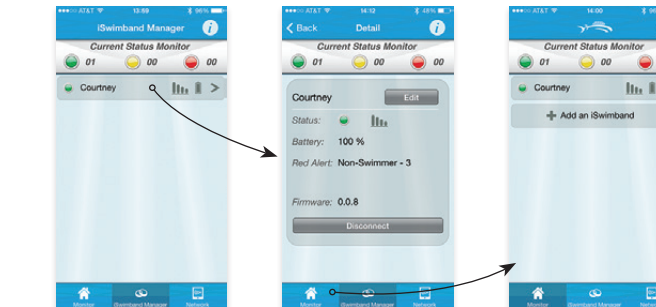 AT&T 13:59 96%
iSwimband Manager i
Current Status Monitor
01 00 00
Courtney
Monitor Iswimband Manager Network
AT&T 14:12 48%
Back Detail i
Current Status Monitor
01 00 00
Courtney Edit
Status:
Battery: 100 %
Red Alert: Non-Swimmer - 3
Firmware: 0.0.8
Disconnect
Monitor Iswimband Manager Network
AT&T 14:00 96
Current Status Monitor
01 00
Courtney
+ Add an iSwimband
Monitor Iswimband Manager Network